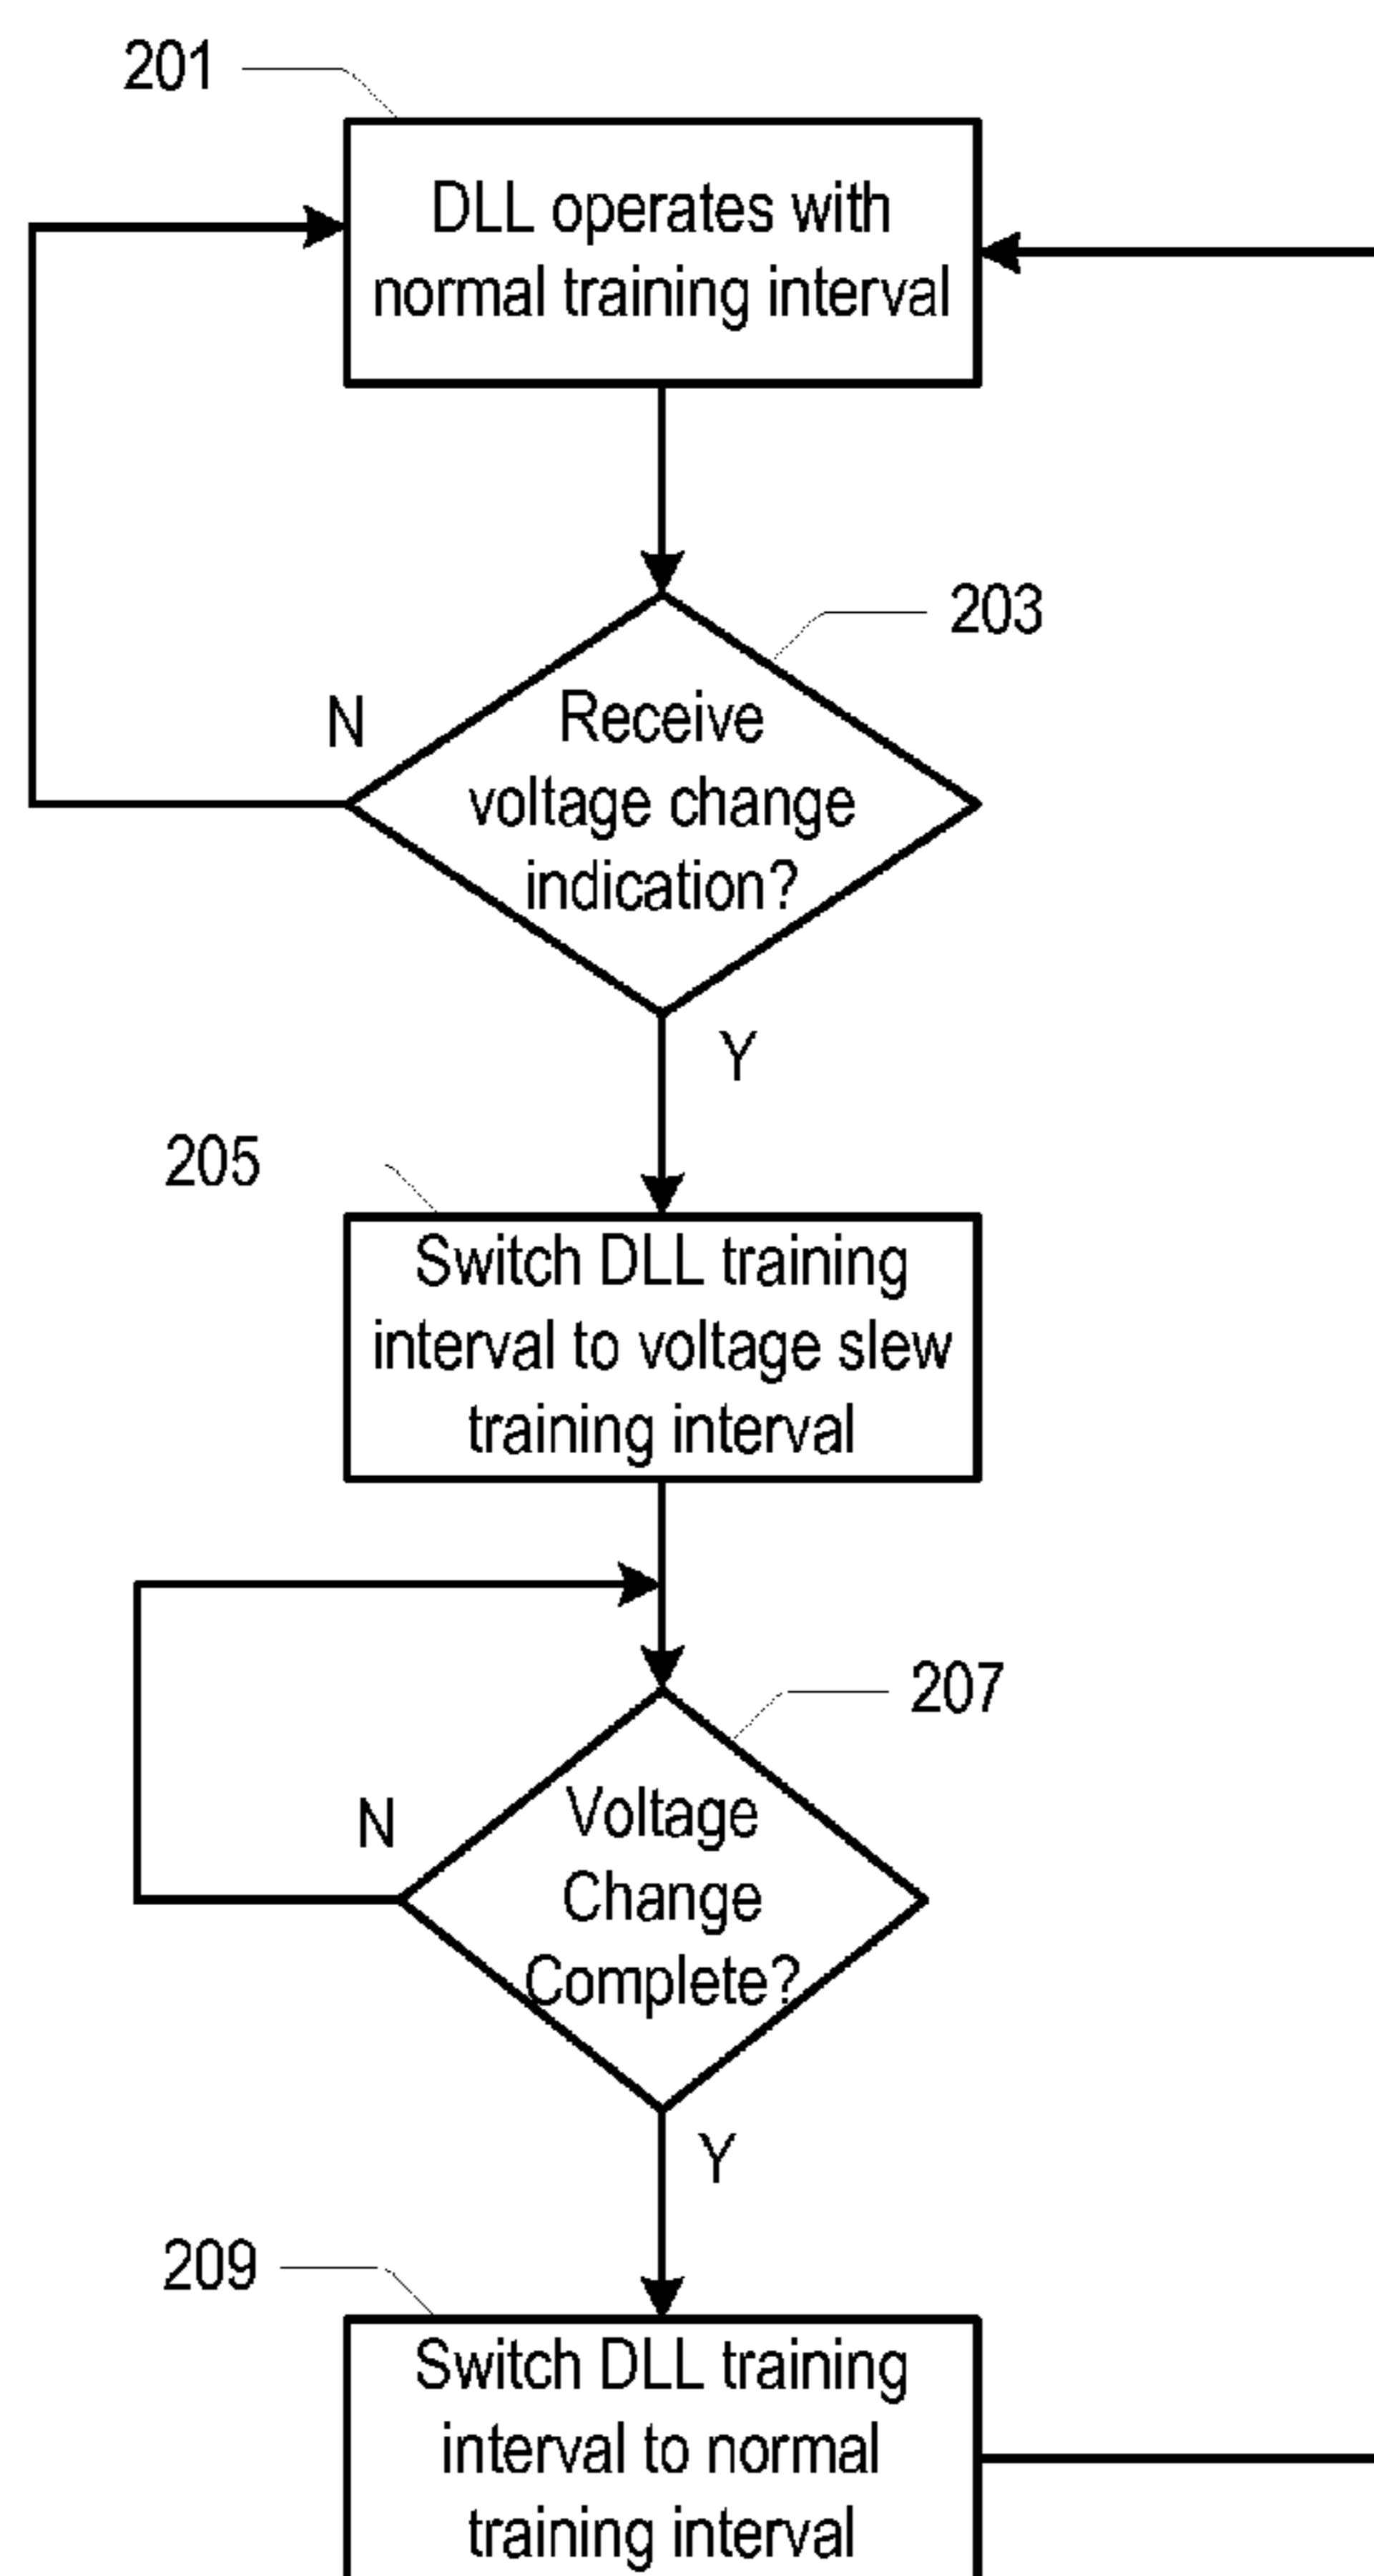 201
DLL operates with
normal training interval
203
N
Receive
voltage change
indication?
Y
205
Switch DLL training
interval to voltage slew
training interval
207
N
Voltage
Change
Complete?
Y
209
Switch DLL training
interval to normal
training interval